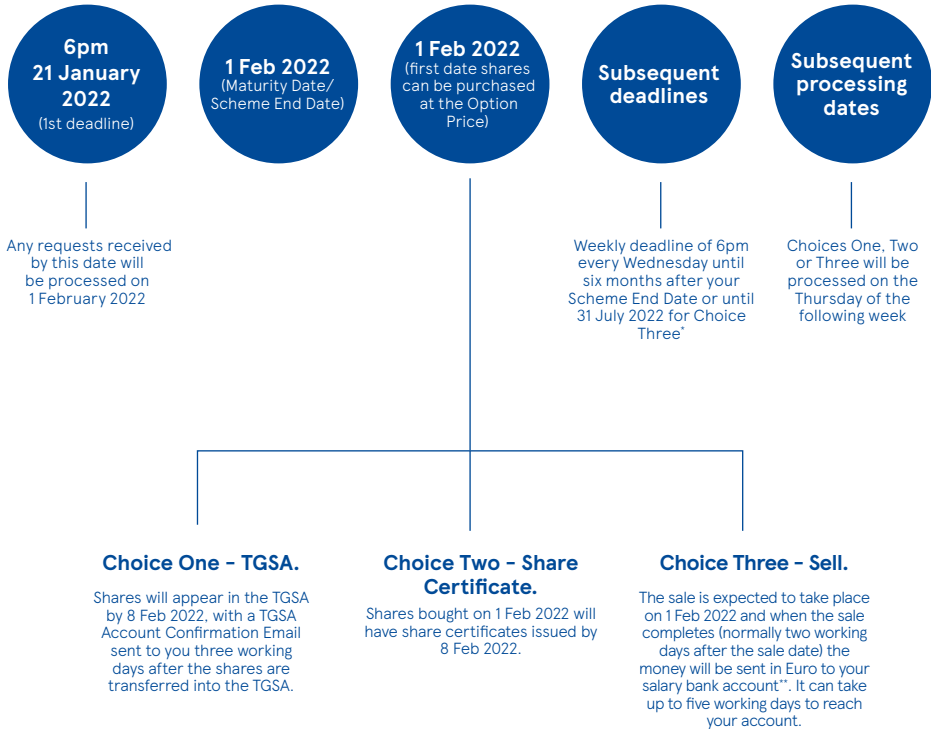 6pm
21 January
2022
(1st deadline)
1 Feb 2022
(Maturity Date/
Scheme End Date)
1 Feb 2022
(first date shares
can be purchased
at the Option
Price)
Subsequent
deadlines
Subsequent
processing
dates
Any requests received
by this date will
be processed on
1 February 2022
Weekly deadline of 6pm
every Wednesday until
six months after your
Scheme End Date or until
31 July 2022 for Choice
Three*
Choices One, Two
or Three will be
processed on the
Thursday of the
following week
Choice One - TGSA.
Shares will appear in the TGSA
by 8 Feb 2022, with a TGSA
Account Confirmation Email
sent to you three working
days after the shares are
transferred into the TGSA.
Choice Two - Share
Certificate.
Shares bought on 1 Feb 2022 will
have share certificates issued by
8 Feb 2022.
Choice Three - Sell.
The sale is expected to take place
on 1 Feb 2022 and when the sale
completes (normally two working
days after the sale date) the
money will be sent in Euro to your
salary bank account**. It can take
up to five working days to reach
your account.